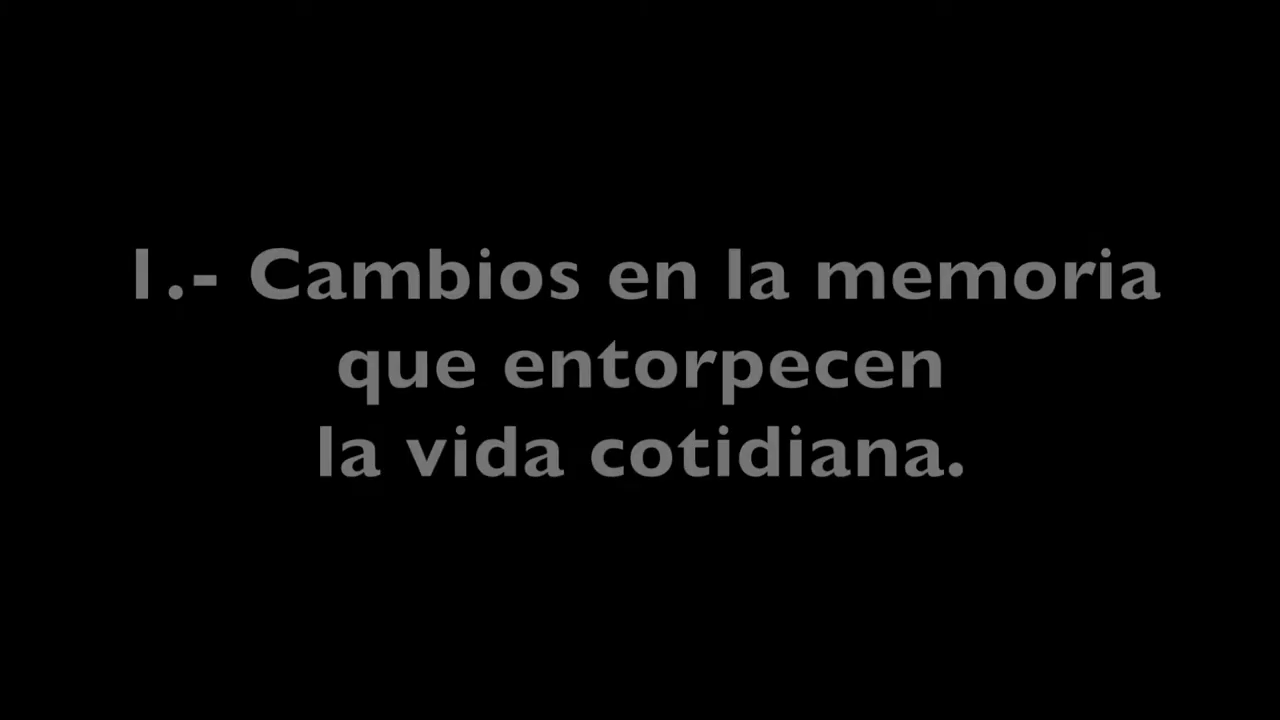 1.- Cambios en la memoria
que entorpecen
la vida cotidiana.